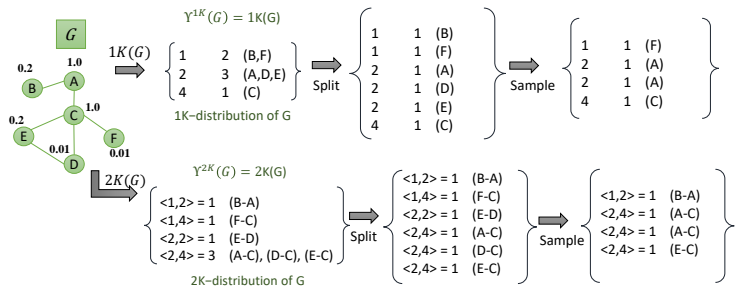 G
0.2
B
1.0
A
C
1.0
0.2
E
F
0.01
0.01
D
1K(G)
ϒ¹ᴷ(G) = 1K(G)
1 2 (B,F)
2 3 (A,D,E)
4 1 (C)
1K−distribution of G
Split
1 1 (B)
1 1 (F)
2 1 (A)
2 1 (D)
2 1 (E)
4 1 (C)
Sample
1 1 (F)
2 1 (A)
2 1 (A)
4 1 (C)
2K(G)
ϒ²ᴷ(G) = 2K(G)
<1,2> = 1 (B-A)
<1,4> = 1 (F-C)
<2,2> = 1 (E-D)
<2,4> = 3 (A-C), (D-C), (E-C)
2K−distribution of G
Split
<1,2> = 1 (B-A)
<1,4> = 1 (F-C)
<2,2> = 1 (E-D)
<2,4> = 1 (A-C)
<2,4> = 1 (D-C)
<2,4> = 1 (E-C)
Sample
<1,2> = 1 (B-A)
<2,4> = 1 (A-C)
<2,4> = 1 (A-C)
<2,4> = 1 (E-C)